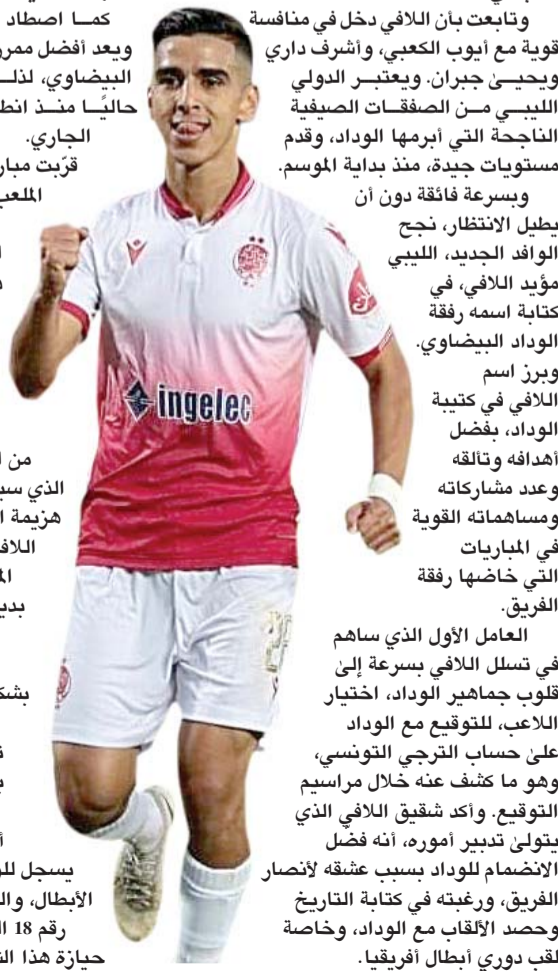 وتابعت بأن اللافي دخل في منافسة
قوية مع أيوب الكعبي، وأشرف داري
ويحيىٰ جبران. ويعتبر الدولي
الليبي من الصفقات الصيفية
الناجحة التي أبرمها الوداد، وقدم
مستويات جيدة، منذ بداية الموسم.
وبسرعة فائقة دون أن
يطيل الانتظار، نجح
الوافد الجديد، الليبي
مؤيد اللافي، في
كتابة اسمه رفقة
الوداد البيضاوي.
وبرز اسم
اللافي في كتيبة
الوداد، بفضل
أهدافه وتألقه
وعدد مشاركاته
ومساهماته القوية
في المباريات
التي خاضها رفقة
الفريق.
العامل الأول الذي ساهم
في تسلل اللافي بسرعة إلىٰ
قلوب جماهير الوداد، اختيار
اللاعب، للتوقيع مع الوداد
علىٰ حساب الترجي التونسي،
وهو ما كشف عنه خلال مراسيم
التوقيع. وأكد شقيق اللافي الذي
يتولىٰ تدبير أموره، أنه فضّل
الانضمام للوداد بسبب عشقه لأنصار
الفريق، ورغبته في كتابة التاريخ
وحصد الألقاب مع الوداد، وخاصة
لقب دوري أبطال أفريقيا.
ingelec
كما اصطاد
ويعد أفضل ممرر
البيضاوي، لذلـ
حاليًا منذ انط
الجاري.
قرّبت مبار
الملعب
من ا
الذي سب
هزيمة ا
اللاف
الم
بدي
بشك
يسجل للو
الأبطال، وال
رقم 18 ال
حيازة هذا الن